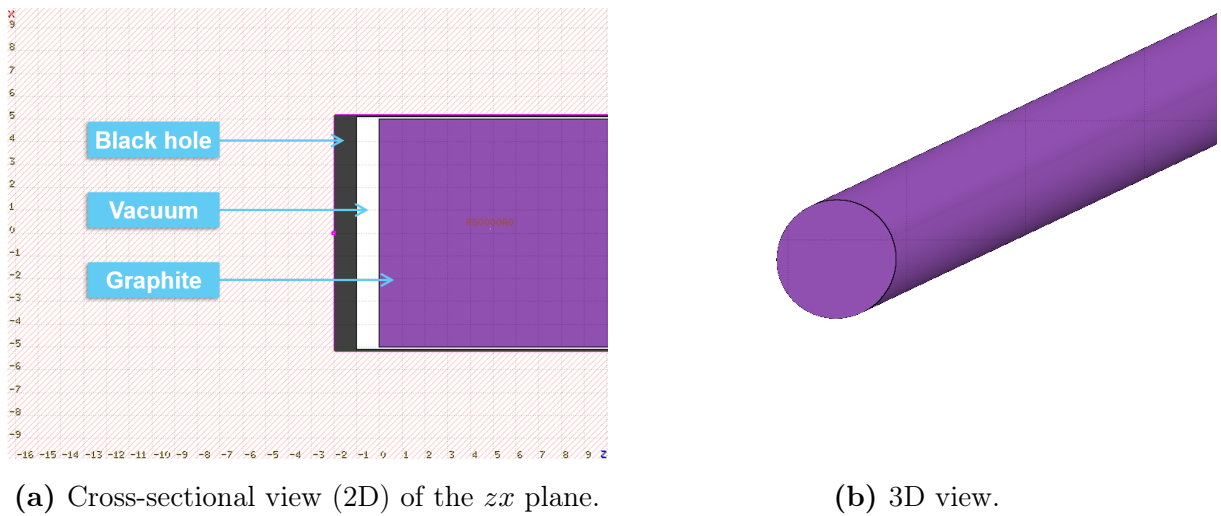 X
9
8
7
6
5
4
3
2
1
0
-1
-2
-3
-4
-5
-6
-7
-8
-9
Black hole
Vacuum
Graphite
-16 -15 -14 -13 -12 -11 -10 -9 -8 -7 -6 -5 -4 -3 -2 -1 0 1 2 3 4 5 6 7 8 9 Z
(a) Cross-sectional view (2D) of the zx plane.
(b) 3D view.